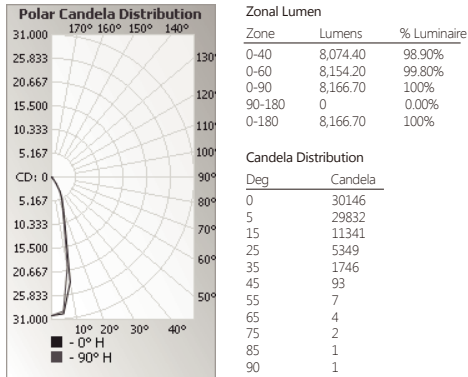 Polar Candela Distribution
170° 160° 150° 140°
31.000
25.833
20.667
15.500
10.333
5.167
CD: 0
5.167
10.333
15.500
20.667
25.833
31.000
130°
120°
110°
100°
90°
80°
70°
60°
50°
10° 20° 30° 40°
- 0° H
- 90° H
Zonal Lumen
Zone Lumens % Luminaire
0-40 8,074.40 98.90%
0-60 8,154.20 99.80%
0-90 8,166.70 100%
90-180 0 0.00%
0-180 8,166.70 100%
Candela Distribution
Deg Candela
0 30146
5 29832
15 11341
25 5349
35 1746
45 93
55 7
65 4
75 2
85 1
90 1